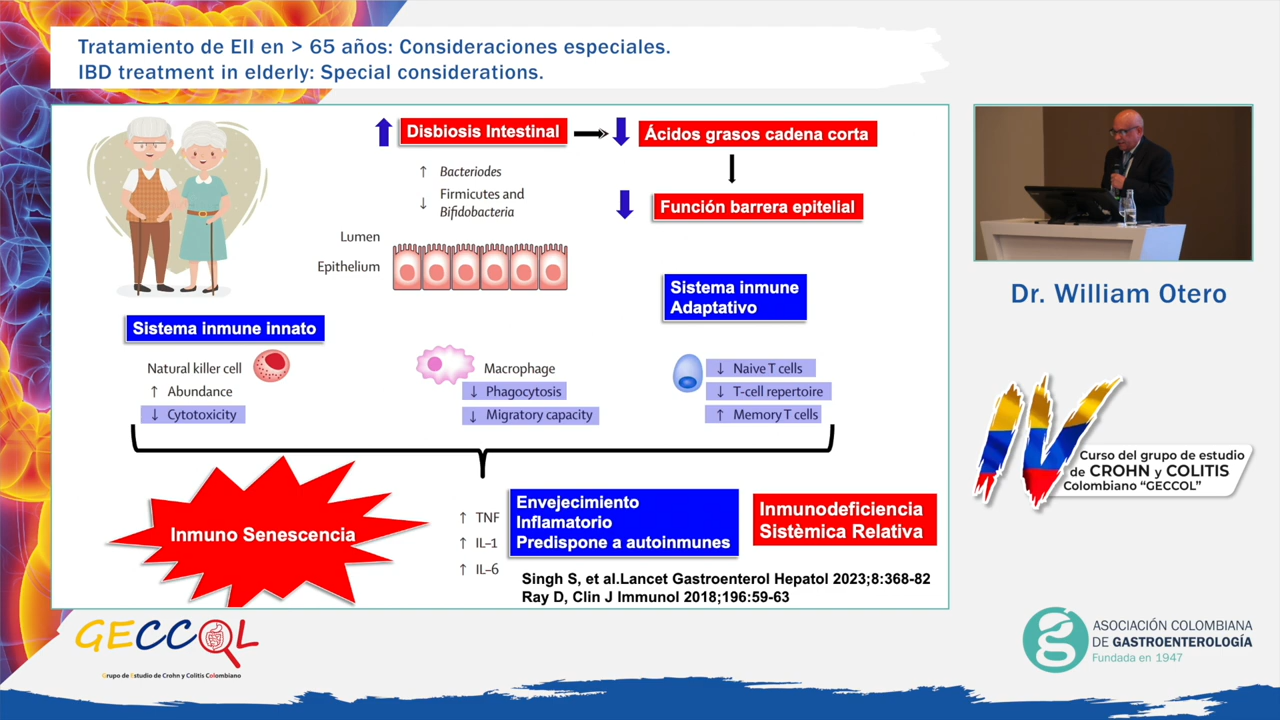 Tratamiento de EII en > 65 años: Consideraciones especiales.
IBD treatment in elderly: Special considerations.
Disbiosis Intestinal
Ácidos grasos cadena corta
↑ Bacteriodes
↓ Firmicutes and
Bifidobacteria
Función barrera epitelial
Lumen
Epithelium
Sistema inmune
Adaptativo
Sistema inmune innato
Natural killer cell
↑ Abundance
↓ Cytotoxicity
Macrophage
↓ Phagocytosis
↓ Migratory capacity
↓ Naive T cells
↓ T-cell repertoire
↑ Memory T cells
Inmuno Senescencia
↑ TNF
↑ IL–1
↑ IL–6
Envejecimiento
Inflamatorio
Predispone a autoinmunes
Inmunodeficiencia
Sistèmica Relativa
Singh S, et al.Lancet Gastroenterol Hepatol 2023;8:368-82
Ray D, Clin J Immunol 2018;196:59-63
Dr. William Otero
IV
Curso del grupo de estudio
de CROHN y COLITIS
Colombiano “GECCOL”
GECCOL
Grupo de Estudio de Crohn y Colitis Colombiano
ASOCIACIÓN COLOMBIANA
DE GASTROENTEROLOGÍA
Fundada en 1947